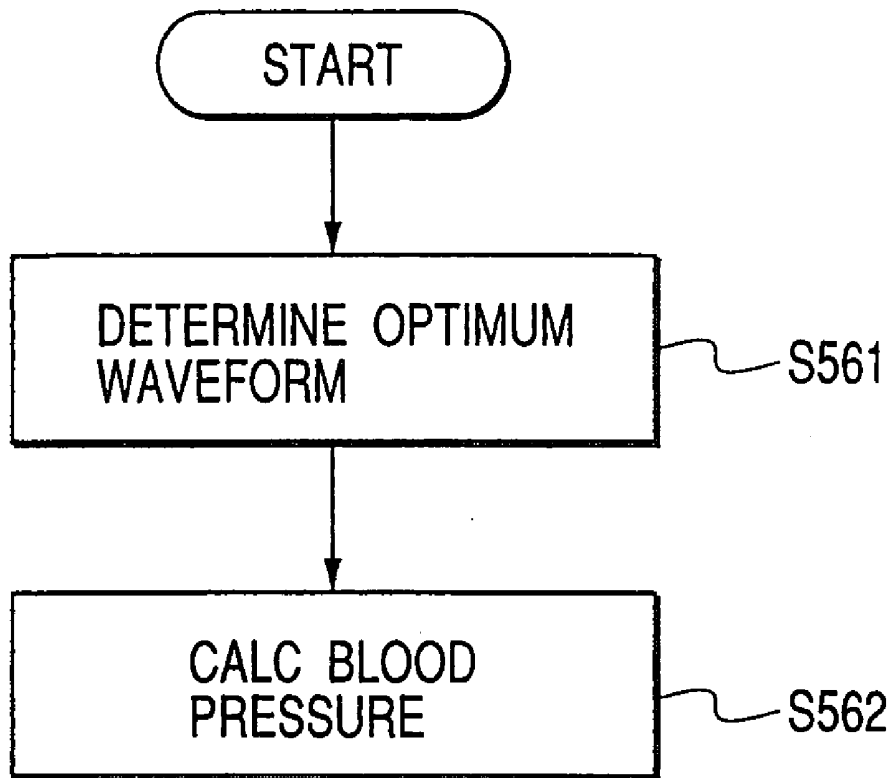 START
DETERMINE OPTIMUM
WAVEFORM
S561
CALC BLOOD
PRESSURE
S562